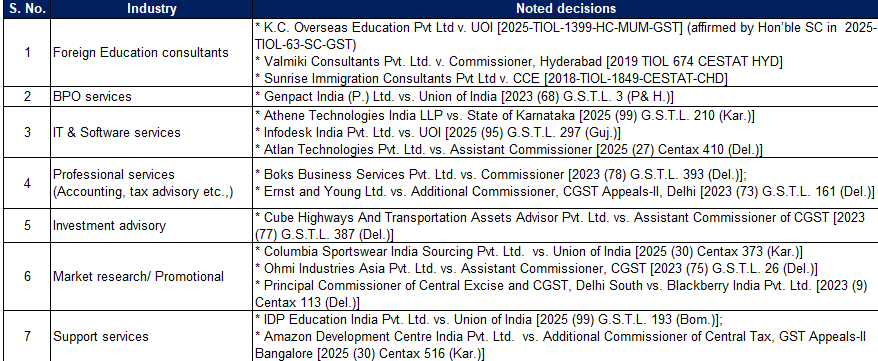 S. No. Industry Noted decisions
1 Foreign Education consultants
* K.C. Overseas Education Pvt Ltd v. UOI [2025-TIOL-1399-HC-MUM-GST] (affirmed by Hon’ble SC in 2025-
TIOL-63-SC-GST)
* Valmiki Consultants Pvt. Ltd. v. Commissioner, Hyderabad [2019 TIOL 674 CESTAT HYD]
* Sunrise Immigration Consultants Pvt Ltd v. CCE [2018-TIOL-1849-CESTAT-CHD]
2 BPO services * Genpact India (P.) Ltd. vs. Union of India [2023 (68) G.S.T.L. 3 (P& H.)]
3 IT & Software services
* Athene Technologies India LLP vs. State of Karnataka [2025 (99) G.S.T.L. 210 (Kar.)]
* Infodesk India Pvt. Ltd. vs. UOI [2025 (95) G.S.T.L. 297 (Guj.)]
* Atlan Technologies Pvt. Ltd. vs. Assistant Commissioner [2025 (27) Centax 410 (Del.)]
4 Professional services
(Accounting, tax advisory etc.,)
* Boks Business Services Pvt. Ltd. vs. Commissioner [2023 (78) G.S.T.L. 393 (Del.)];
* Ernst and Young Ltd. vs. Additional Commissioner, CGST Appeals-II, Delhi [2023 (73) G.S.T.L. 161 (Del.)]
5 Investment advisory
* Cube Highways And Transportation Assets Advisor Pvt. Ltd. vs. Assistant Commissioner of CGST [2023
(77) G.S.T.L. 387 (Del.)]
6 Market research/ Promotional
* Columbia Sportswear India Sourcing Pvt. Ltd. vs. Union of India [2025 (30) Centax 373 (Kar.)]
* Ohmi Industries Asia Pvt. Ltd. vs. Assistant Commissioner, CGST [2023 (75) G.S.T.L. 26 (Del.)]
* Principal Commissioner of Central Excise and CGST, Delhi South vs. Blackberry India Pvt. Ltd. [2023 (9)
Centax 113 (Del.)]
7 Support services
* IDP Education India Pvt. Ltd. vs. Union of India [2025 (99) G.S.T.L. 193 (Bom.)];
* Amazon Development Centre India Pvt. Ltd. vs. Additional Commissioner of Central Tax, GST Appeals-II
Bangalore [2025 (30) Centax 516 (Kar.)]